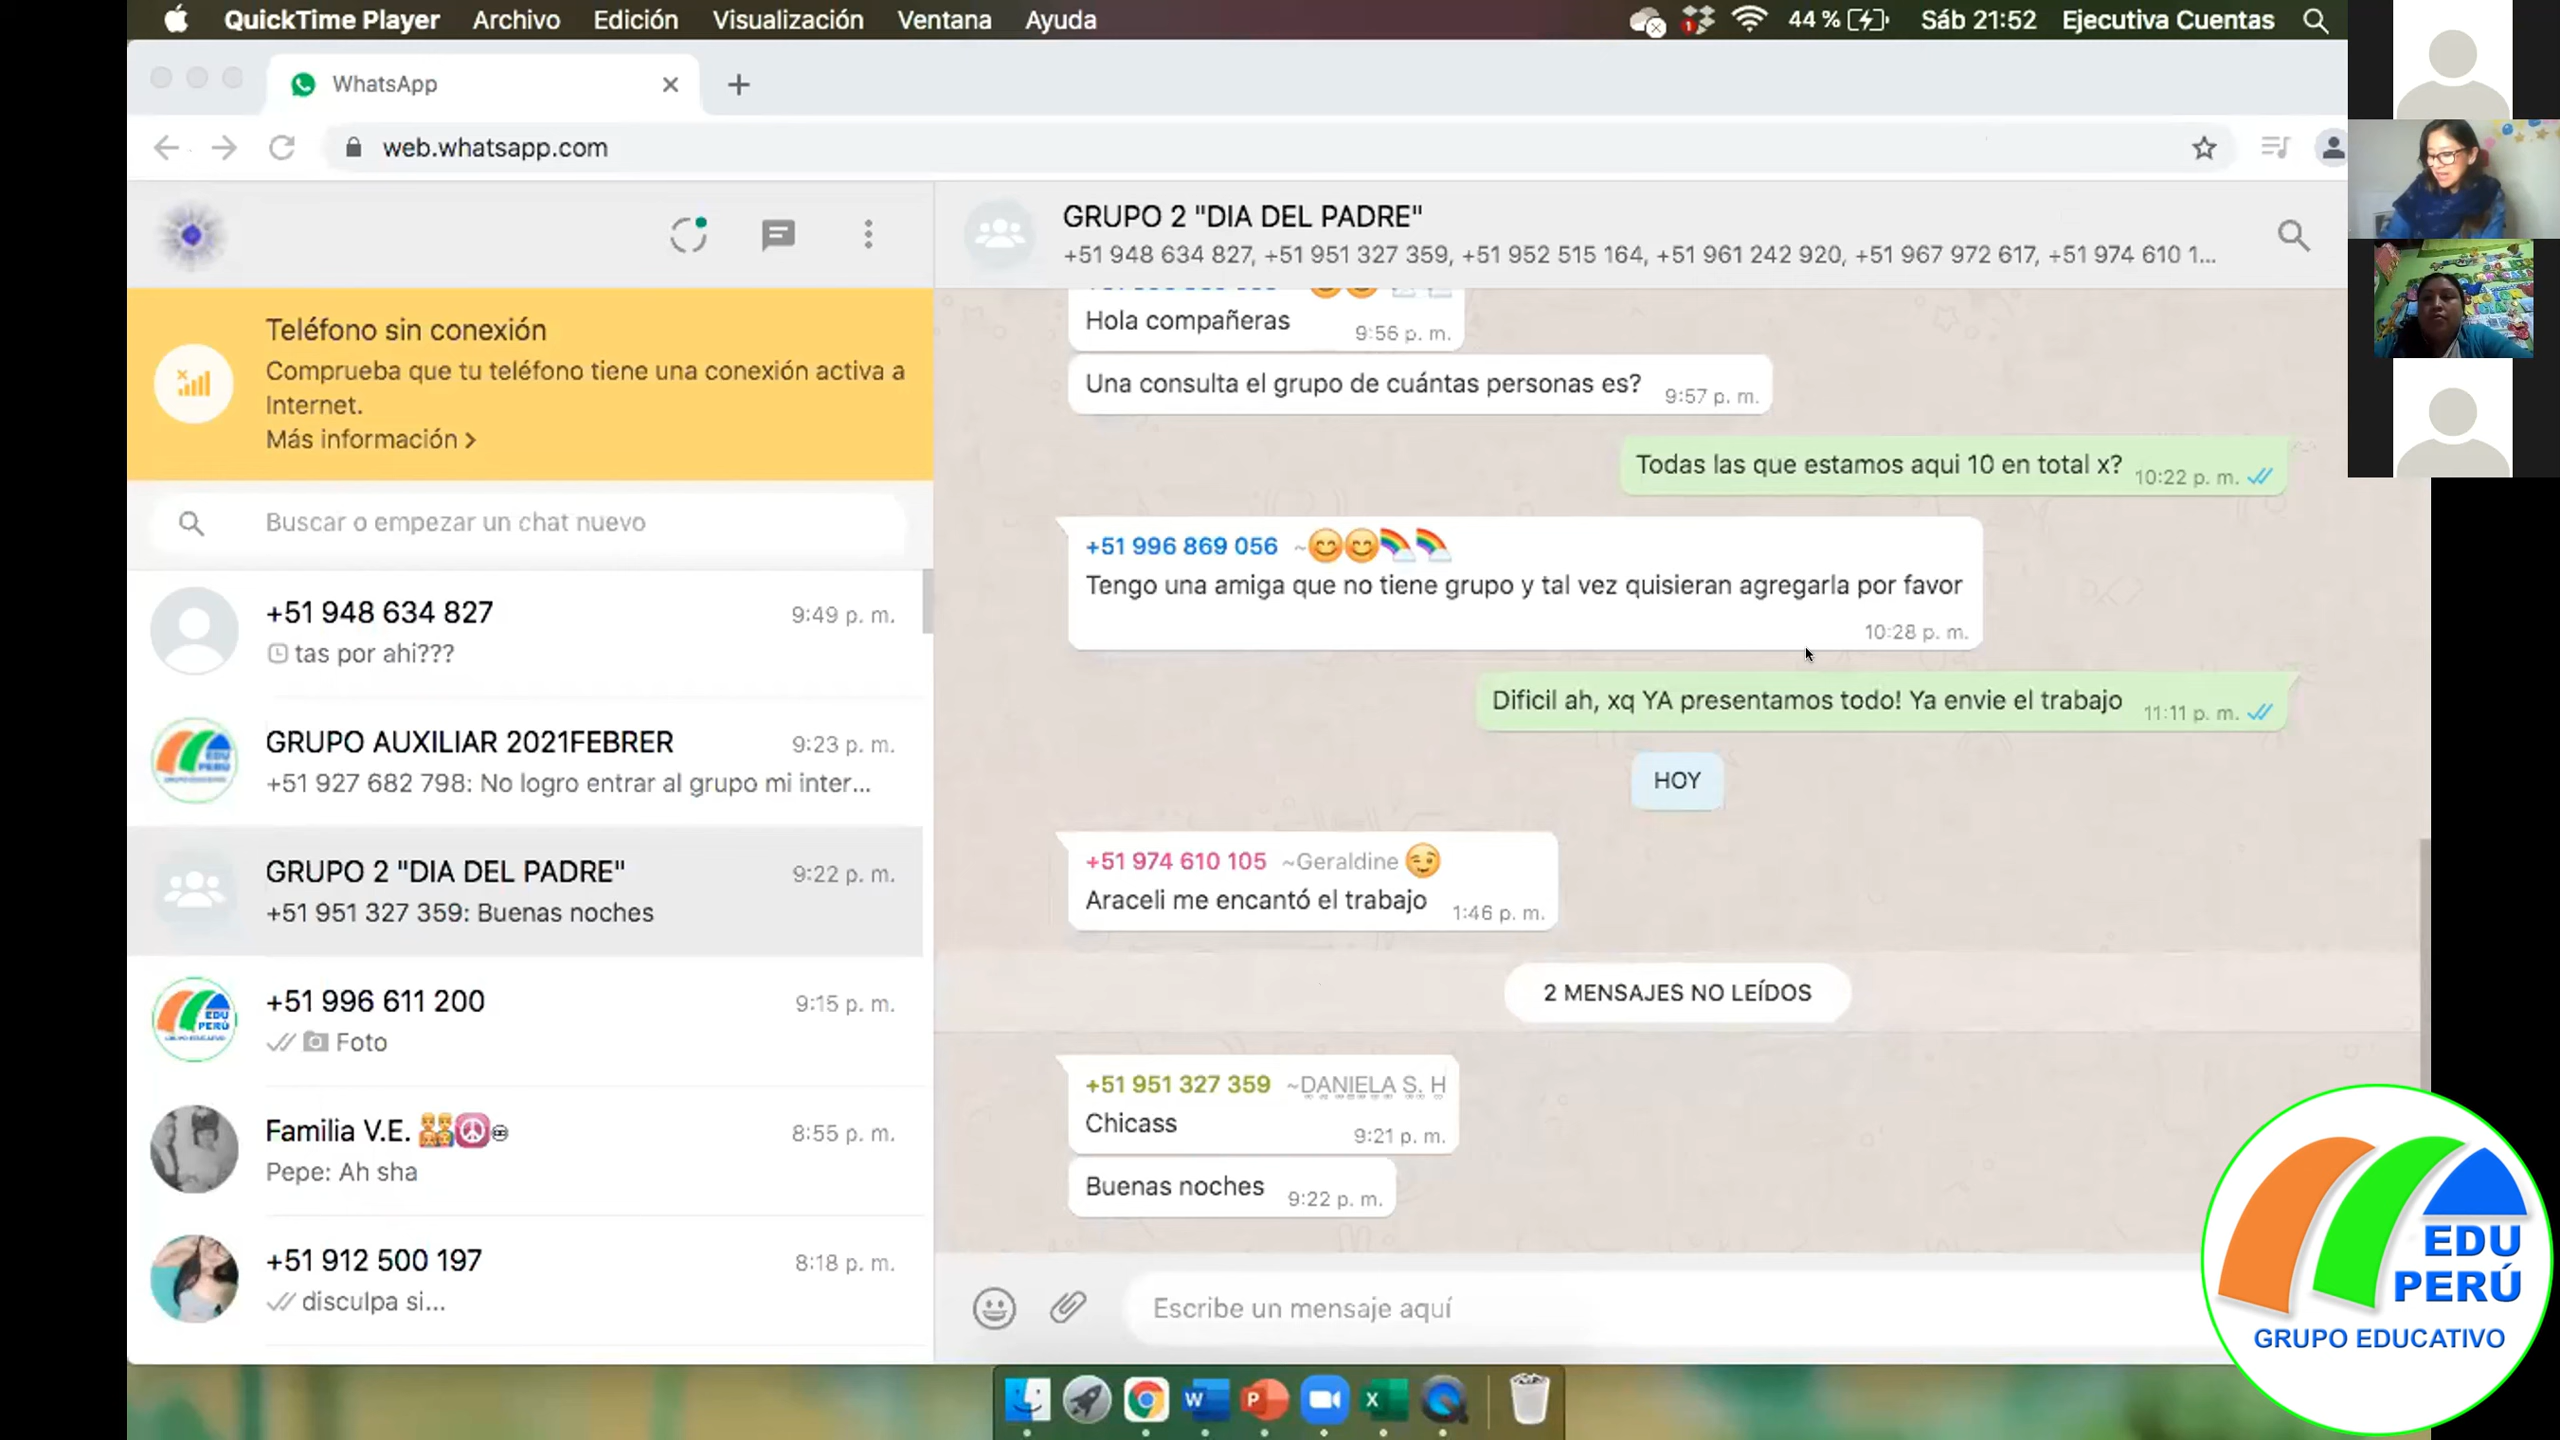 QuickTime Player Archivo Edición Visualización Ventana Ayuda 1 44 % Sáb 21:52 Ejecutiva Cuentas
WhatsApp
web.whatsapp.com
Teléfono sin conexión
Comprueba que tu teléfono tiene una conexión activa a
Internet.
Más información >
Buscar o empezar un chat nuevo
+51 948 634 827 9:49 p. m.
tas por ahi???
GRUPO AUXILIAR 2021FEBRER 9:23 p. m.
+51 927 682 798: No logro entrar al grupo mi inter...
GRUPO 2 "DIA DEL PADRE" 9:22 p. m.
+51 951 327 359: Buenas noches
+51 996 611 200 9:15 p. m.
Foto
Familia V.E. 8:55 p. m.
Pepe: Ah sha
+51 912 500 197 8:18 p. m.
disculpa si...
GRUPO 2 "DIA DEL PADRE"
+51 948 634 827, +51 951 327 359, +51 952 515 164, +51 961 242 920, +51 967 972 617, +51 974 610 1...
Hola compañeras 9:56 p. m.
Una consulta el grupo de cuántas personas es? 9:57 p. m.
Todas las que estamos aqui 10 en total x? 10:22 p. m.
+51 996 869 056 ~😊😊🌈🌈
Tengo una amiga que no tiene grupo y tal vez quisieran agregarla por favor
10:28 p. m.
Dificil ah, xq YA presentamos todo! Ya envie el trabajo 11:11 p. m.
HOY
+51 974 610 105 ~Geraldine 😉
Araceli me encantó el trabajo 1:46 p. m.
2 MENSAJES NO LEÍDOS
+51 951 327 359 ~DANIELA S. H
Chicass 9:21 p. m.
Buenas noches 9:22 p. m.
Escribe un mensaje aquí
EDU
PERÚ
GRUPO EDUCATIVO